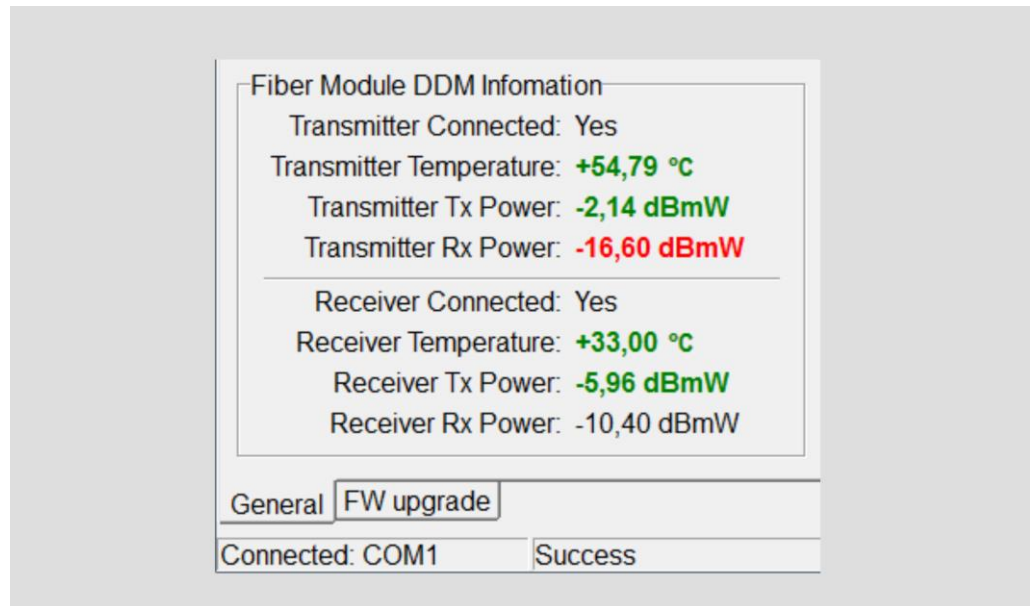 Fiber Module DDM Infomation
Transmitter Connected: Yes
Transmitter Temperature: +54,79 °C
Transmitter Tx Power: -2,14 dBmW
Transmitter Rx Power: -16,60 dBmW
Receiver Connected: Yes
Receiver Temperature: +33,00 °C
Receiver Tx Power: -5,96 dBmW
Receiver Rx Power: -10,40 dBmW
General FW upgrade
Connected: COM1 Success